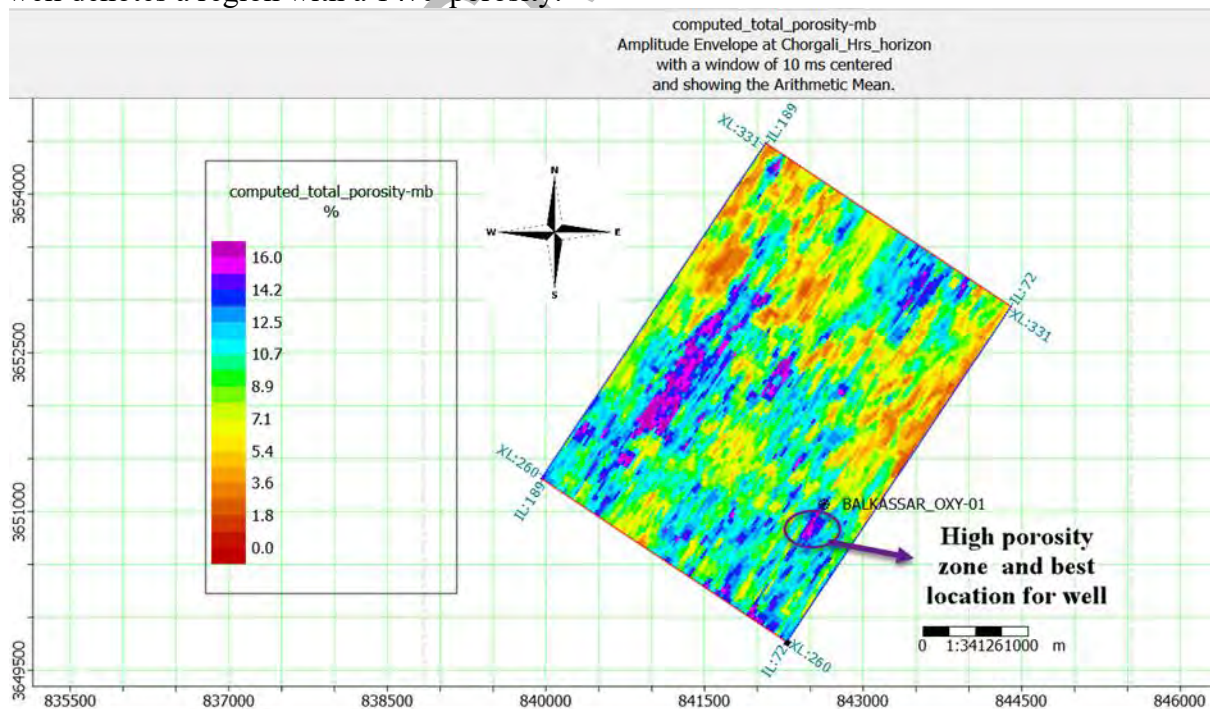 computed_total_porosity-mb
Amplitude Envelope at Chorgali_Hrs_horizon
with a window of 10 ms centered
and showing the Arithmetic Mean.
XL:331
IL:189
3654000
computed_total_porosity-mb
%
N
W
E
S
16.0
14.2
12.5
10.7
8.9
7.1
5.4
3.6
1.8
0.0
IL:72
XL:331
3652500
XL:260
IL:189
3651000
BALKASSAR_OXY-01
High porosity
zone and best
location for well
0 1:341261000 m
IL:72
XL:260
3649500
835500 837000 838500 840000 841500 843000 844500 846000